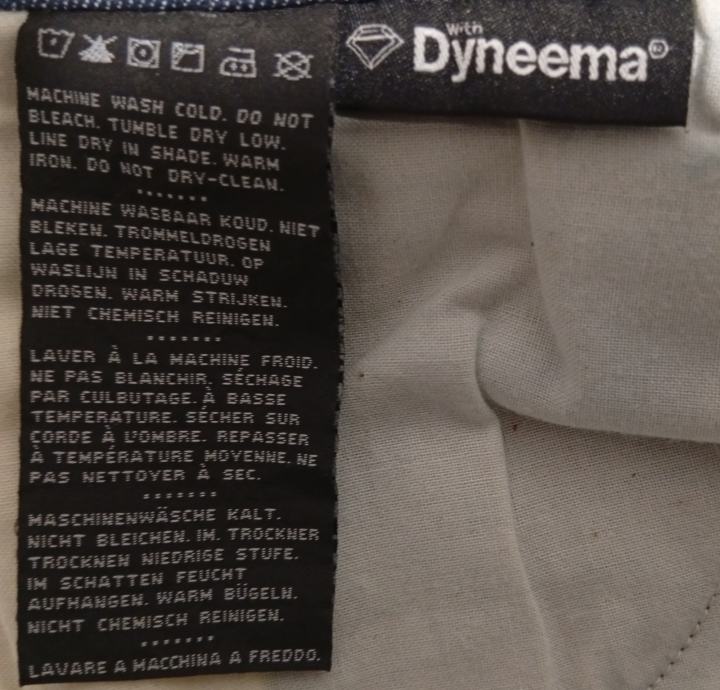 MACHINE WASH COLD. DO NOT
BLEACH. TUMBLE DRY LOW.
LINE DRY IN SHADE. WARM
IRON. DO NOT DRY-CLEAN.
MACHINE WASBAAR KOUD. NIET
BLEKEN. TROMMELDROGEN
LAGE TEMPERATUUR. OP
WASLIJN IN SCHADUW
DROGEN. WARM STRIJKEN.
NIET CHEMISCH REINIGEN.
LAVER À LA MACHINE FROID.
NE PAS BLANCHIR. SÉCHAGE
PAR CULBUTAGE. À BASSE
TEMPERATURE. SÉCHER SUR
CORDE À L'OMBRE. REPASSER
À TEMPÉRATURE MOYENNE. NE
PAS NETTOYER À SEC.
MASCHINENWÄSCHE KALT.
NICHT BLEICHEN. IM. TROCKNER
TROCKNEN NIEDRIGE STUFE.
IM SCHATTEN FEUCHT
AUFHANGEN. WARM BÜGELN.
NICHT CHEMISCH REINIGEN.
LAVARE A MACCHINA A FREDDO.
with
Dyneema®